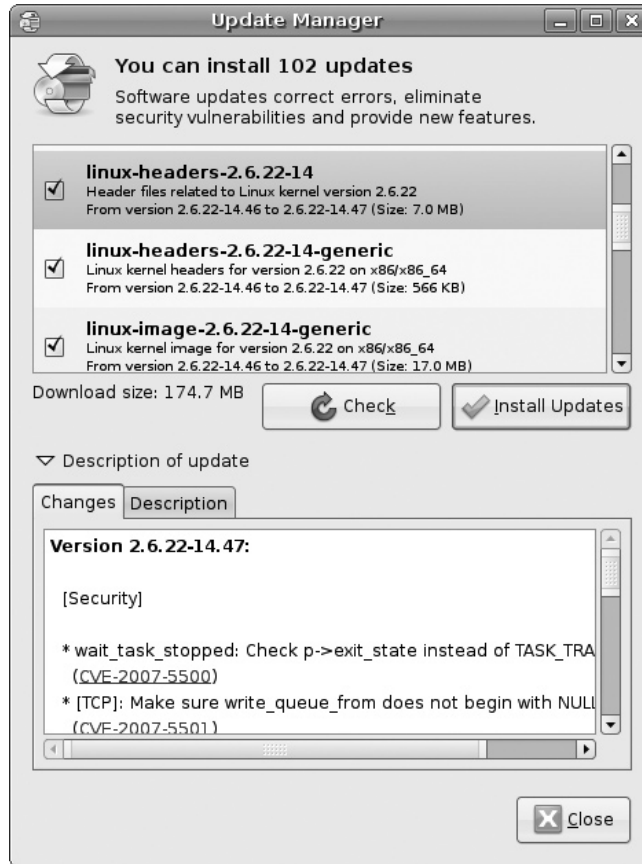 Update Manager
You can install 102 updates
Software updates correct errors, eliminate
security vulnerabilities and provide new features.
linux-headers-2.6.22-14
Header files related to Linux kernel version 2.6.22
From version 2.6.22-14.46 to 2.6.22-14.47 (Size: 7.0 MB)
linux-headers-2.6.22-14-generic
Linux kernel headers for version 2.6.22 on x86/x86_64
From version 2.6.22-14.46 to 2.6.22-14.47 (Size: 566 KB)
linux-image-2.6.22-14-generic
Linux kernel image for version 2.6.22 on x86/x86_64
From version 2.6.22-14.46 to 2.6.22-14.47 (Size: 17.0 MB)
Download size: 174.7 MB
Check
Install Updates
Description of update
Changes
Description
Version 2.6.22-14.47:
[Security]
* wait_task_stopped: Check p->exit_state instead of TASK_TRA
(CVE-2007-5500)
* [TCP]: Make sure write_queue_from does not begin with NULL
(CVE-2007-5501)
Close